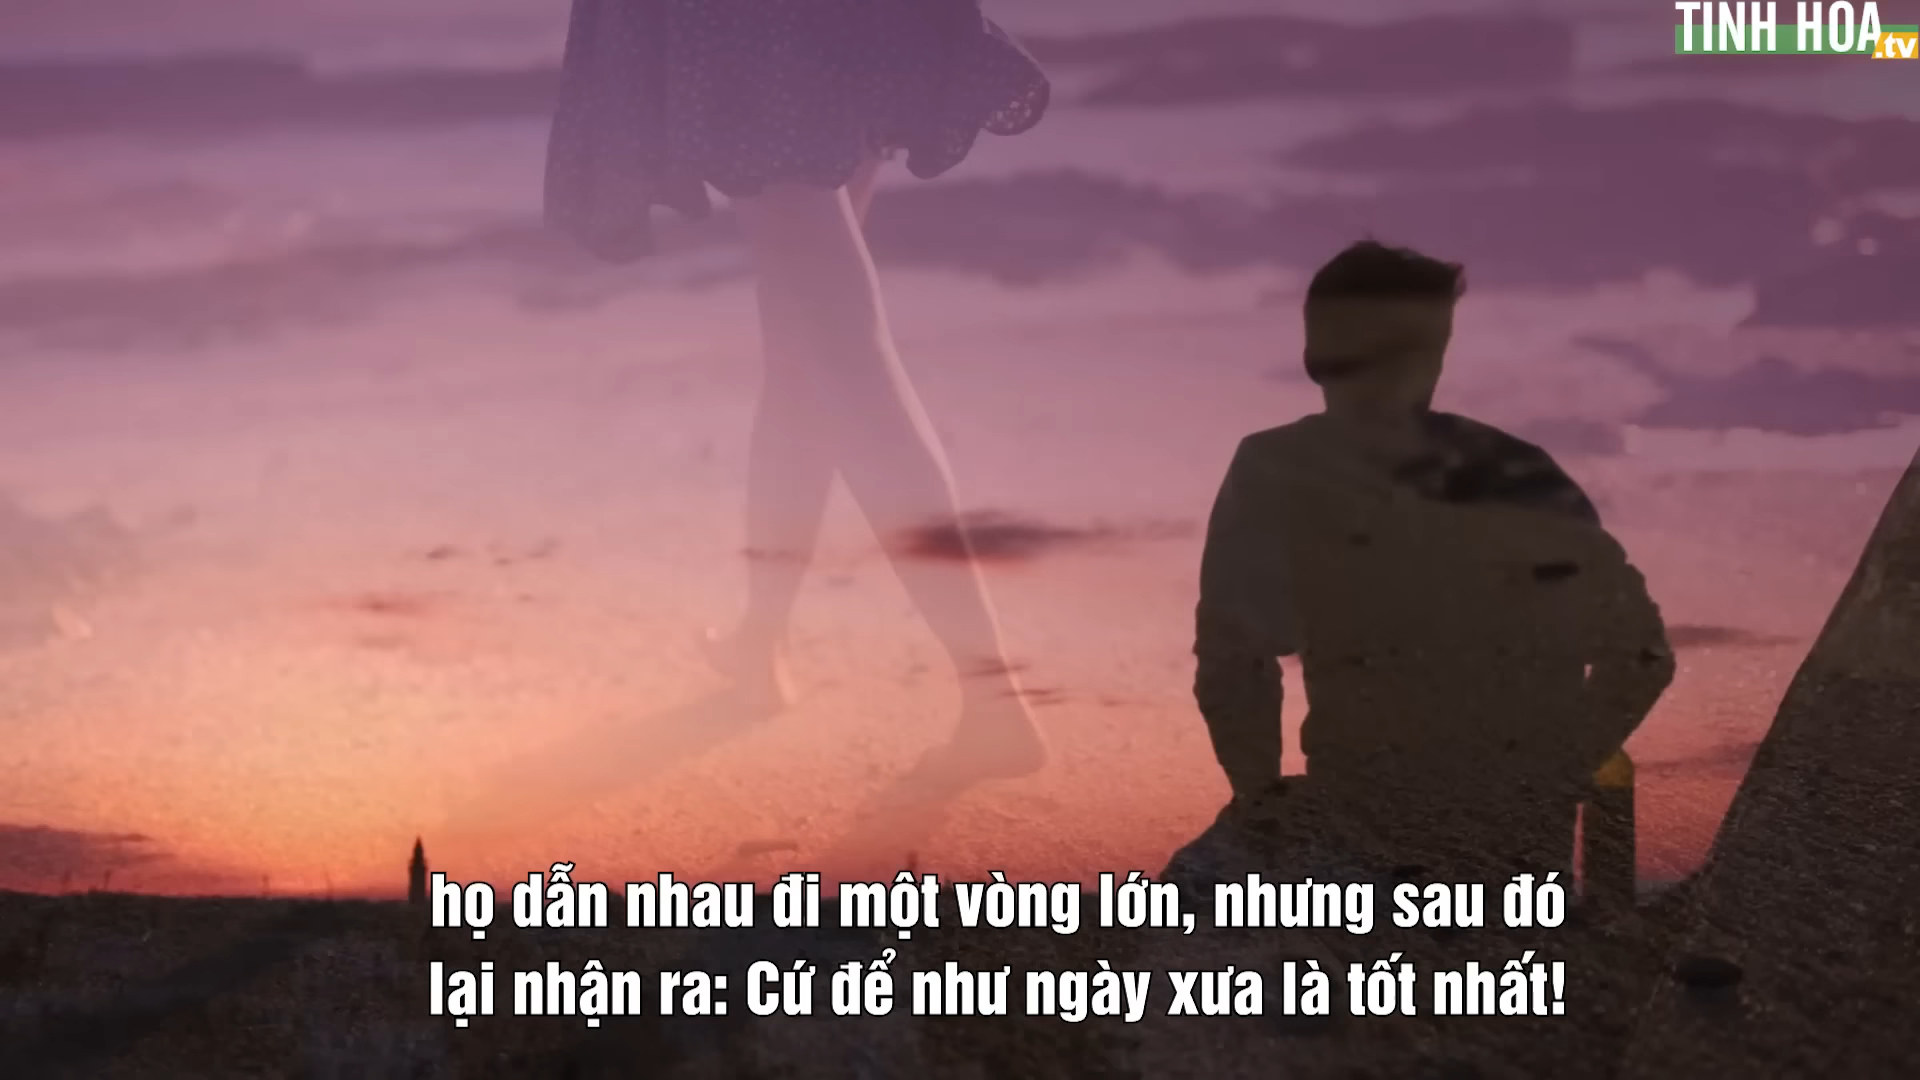 TINH HOA
.tv
họ dẫn nhau đi một vòng lớn, nhưng sau đó
lại nhận ra: Cứ để như ngày xưa là tốt nhất!